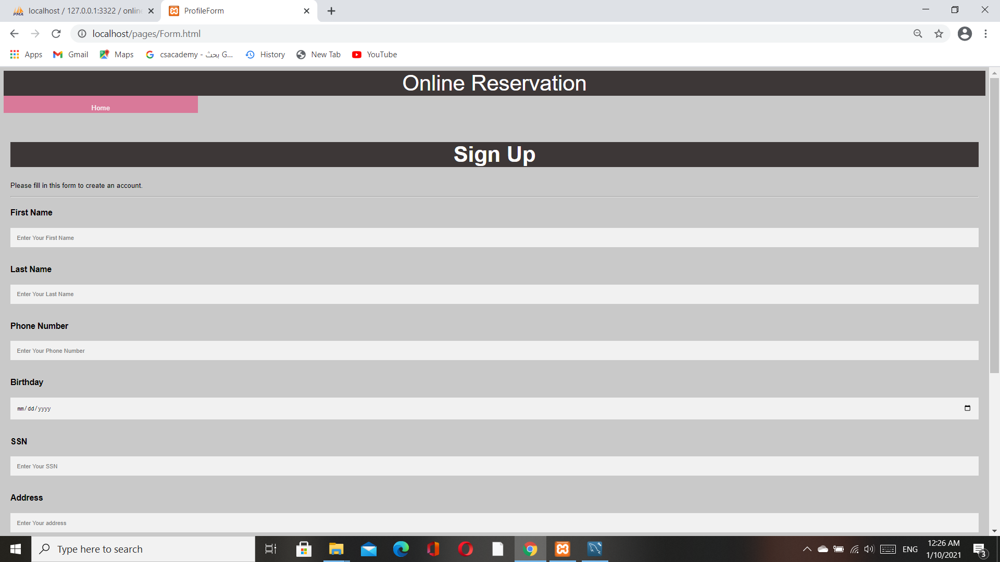 localhost / 127.0.0.1:3322 / onlin
ProfileForm
localhost/pages/Form.html
Apps
Gmail
Maps
csacademy - بحث G...
History
New Tab
YouTube
Online Reservation
Home
Sign Up
Please fill in this form to create an account.
First Name
Enter Your First Name
Last Name
Enter Your Last Name
Phone Number
Enter Your Phone Number
Birthday
mm/dd/yyyy
SSN
Enter Your SSN
Address
Enter Your address
Type here to search
ENG
12:26 AM
1/10/2021
3